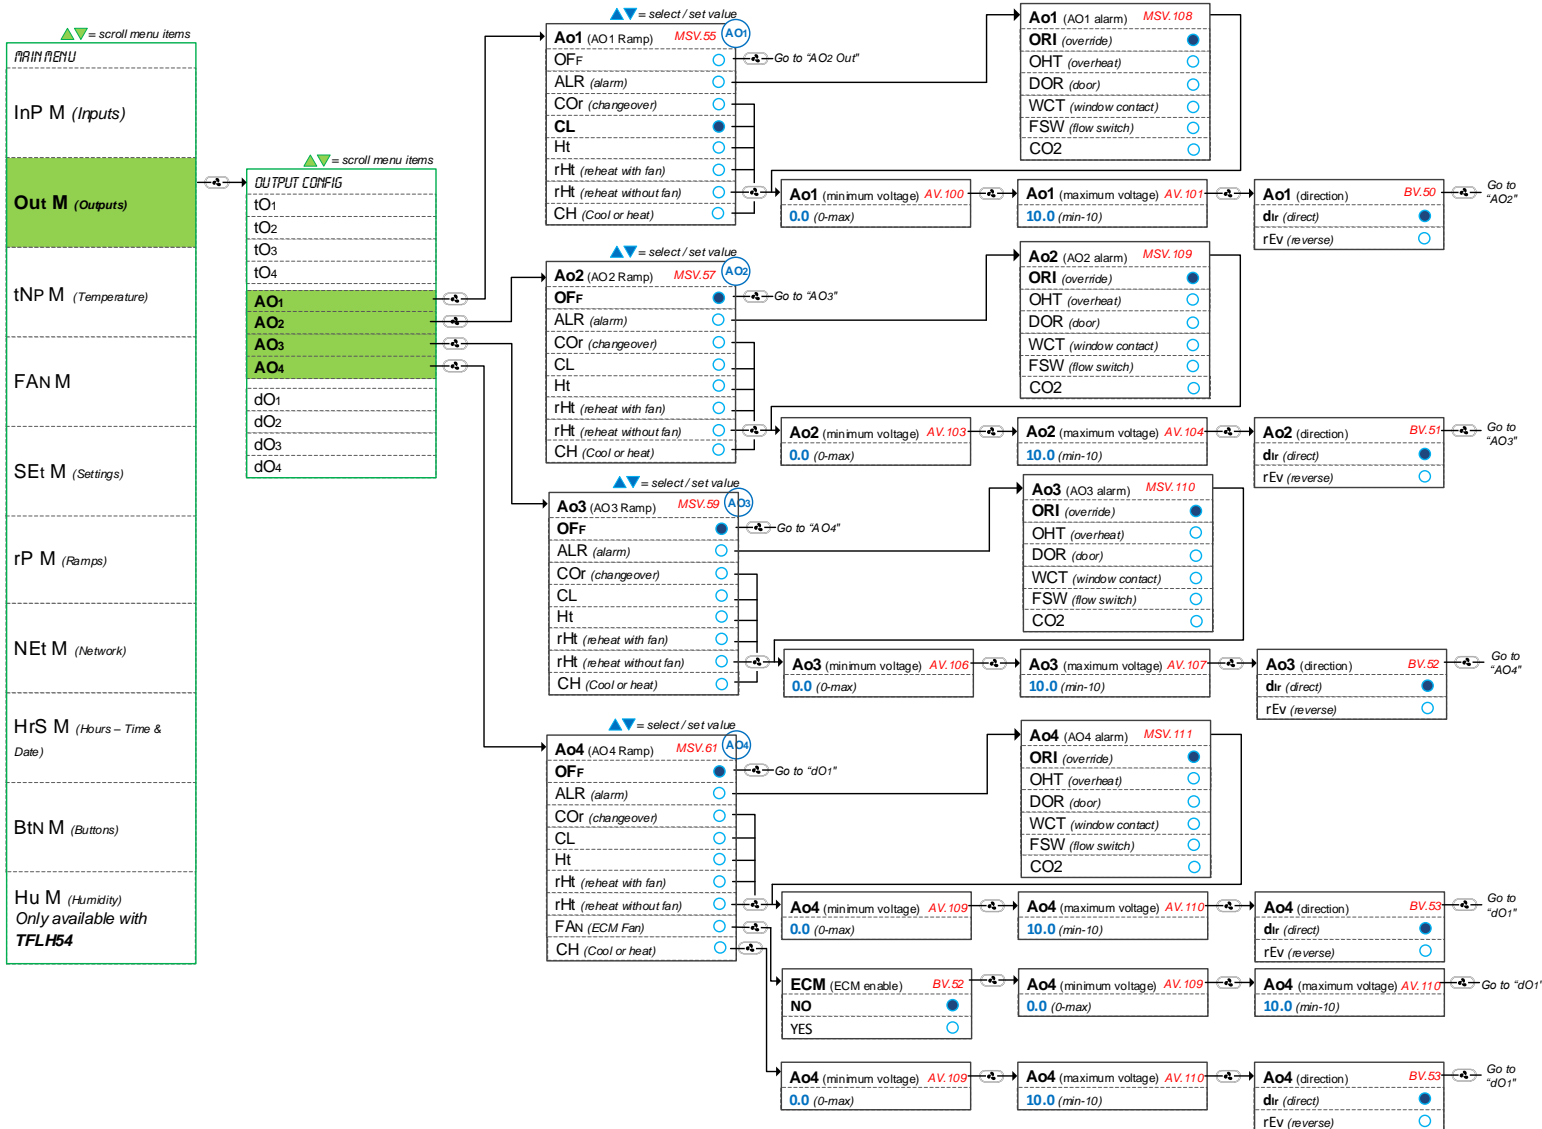 = scroll menu items
MAIN MENU
InP M (Inputs)
Out M (Outputs)
tNP M (Temperature)
FAN M
SEt M (Settings)
rP M (Ramps)
NEt M (Network)
HrS M (Hours – Time &
Date)
BtN M (Buttons)
Hu M (Humidity)
Only available with
TFLH54
= scroll menu items
OUTPUT CONFIG
tO1
tO2
tO3
tO4
AO1
AO2
AO3
AO4
dO1
dO2
dO3
dO4
= select / set value
Ao1 (AO1 Ramp) MSV.55 AO1
OFF
Go to “AO2 Out”
ALR (alarm)
COr (changeover)
CL
Ht
rHt (reheat with fan)
rHt (reheat without fan)
CH (Cool or heat)
Ao1 (AO1 alarm) MSV.108
ORI (override)
OHT (overheat)
DOR (door)
WCT (window contact)
FSW (flow switch)
CO2
Ao1 (minimum voltage) AV.100
0.0 (0-max)
Ao1 (maximum voltage) AV.101
10.0 (min-10)
Ao1 (direction) BV.50
dIr (direct)
rEv (reverse)
Go to
“AO2”
= select / set value
Ao2 (AO2 Ramp) MSV.57 AO2
OFF
Go to “AO3”
ALR (alarm)
COr (changeover)
CL
Ht
rHt (reheat with fan)
rHt (reheat without fan)
CH (Cool or heat)
Ao2 (AO2 alarm) MSV.109
ORI (override)
OHT (overheat)
DOR (door)
WCT (window contact)
FSW (flow switch)
CO2
Ao2 (minimum voltage) AV.103
0.0 (0-max)
Ao2 (maximum voltage) AV.104
10.0 (min-10)
Ao2 (direction) BV.51
dIr (direct)
rEv (reverse)
Go to
“AO3”
= select / set value
Ao3 (AO3 Ramp) MSV.59 AO3
OFF
Go to “AO4”
ALR (alarm)
COr (changeover)
CL
Ht
rHt (reheat with fan)
rHt (reheat without fan)
CH (Cool or heat)
Ao3 (AO3 alarm) MSV.110
ORI (override)
OHT (overheat)
DOR (door)
WCT (window contact)
FSW (flow switch)
CO2
Ao3 (minimum voltage) AV.106
0.0 (0-max)
Ao3 (maximum voltage) AV.107
10.0 (min-10)
Ao3 (direction) BV.52
dIr (direct)
rEv (reverse)
Go to
“AO4”
= select / set value
Ao4 (AO4 Ramp) MSV.61 AO4
OFF
Go to “dO1”
ALR (alarm)
COr (changeover)
CL
Ht
rHt (reheat with fan)
rHt (reheat without fan)
FAN (ECM Fan)
CH (Cool or heat)
Ao4 (AO4 alarm) MSV.111
ORI (override)
OHT (overheat)
DOR (door)
WCT (window contact)
FSW (flow switch)
CO2
Ao4 (minimum voltage) AV.109
0.0 (0-max)
Ao4 (maximum voltage) AV.110
10.0 (min-10)
Ao4 (direction) BV.53
dIr (direct)
rEv (reverse)
Go to
“dO1”
ECM (ECM enable) BV.52
NO
YES
Ao4 (minimum voltage) AV.109
0.0 (0-max)
Ao4 (maximum voltage) AV.110
10.0 (min-10)
Go to “dO1'
Ao4 (minimum voltage) AV.109
0.0 (0-max)
Ao4 (maximum voltage) AV.110
10.0 (min-10)
Ao4 (direction) BV.53
dIr (direct)
rEv (reverse)
Go to
“dO1”